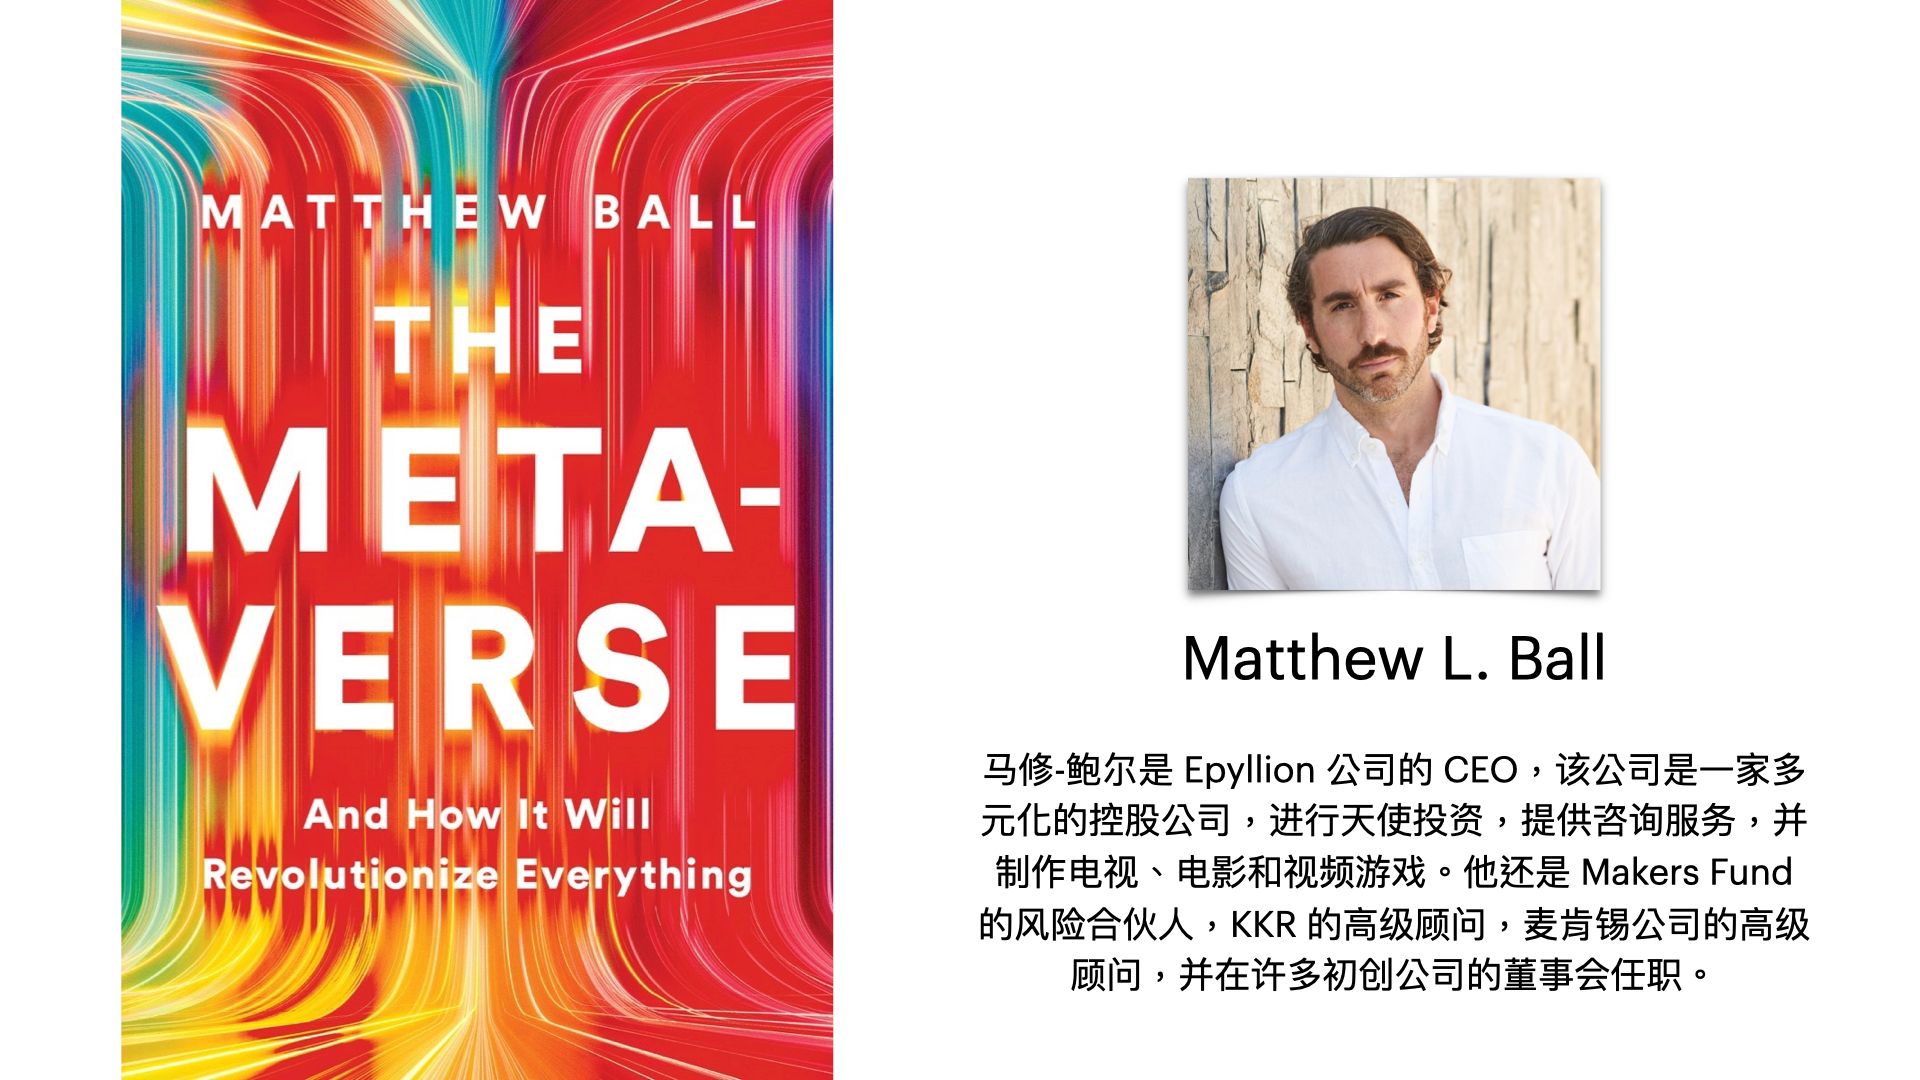 MATTHEW BALL
THE
META-
VERSE
And How It Will
Revolutionize Everything
Matthew L. Ball
马修-鲍尔是 Epyllion 公司的 CEO，该公司是一家多
元化的控股公司，进行天使投资，提供咨询服务，并
制作电视、电影和视频游戏。他还是 Makers Fund
的风险合伙人，KKR 的高级顾问，麦肯锡公司的高级
顾问，并在许多初创公司的董事会任职。